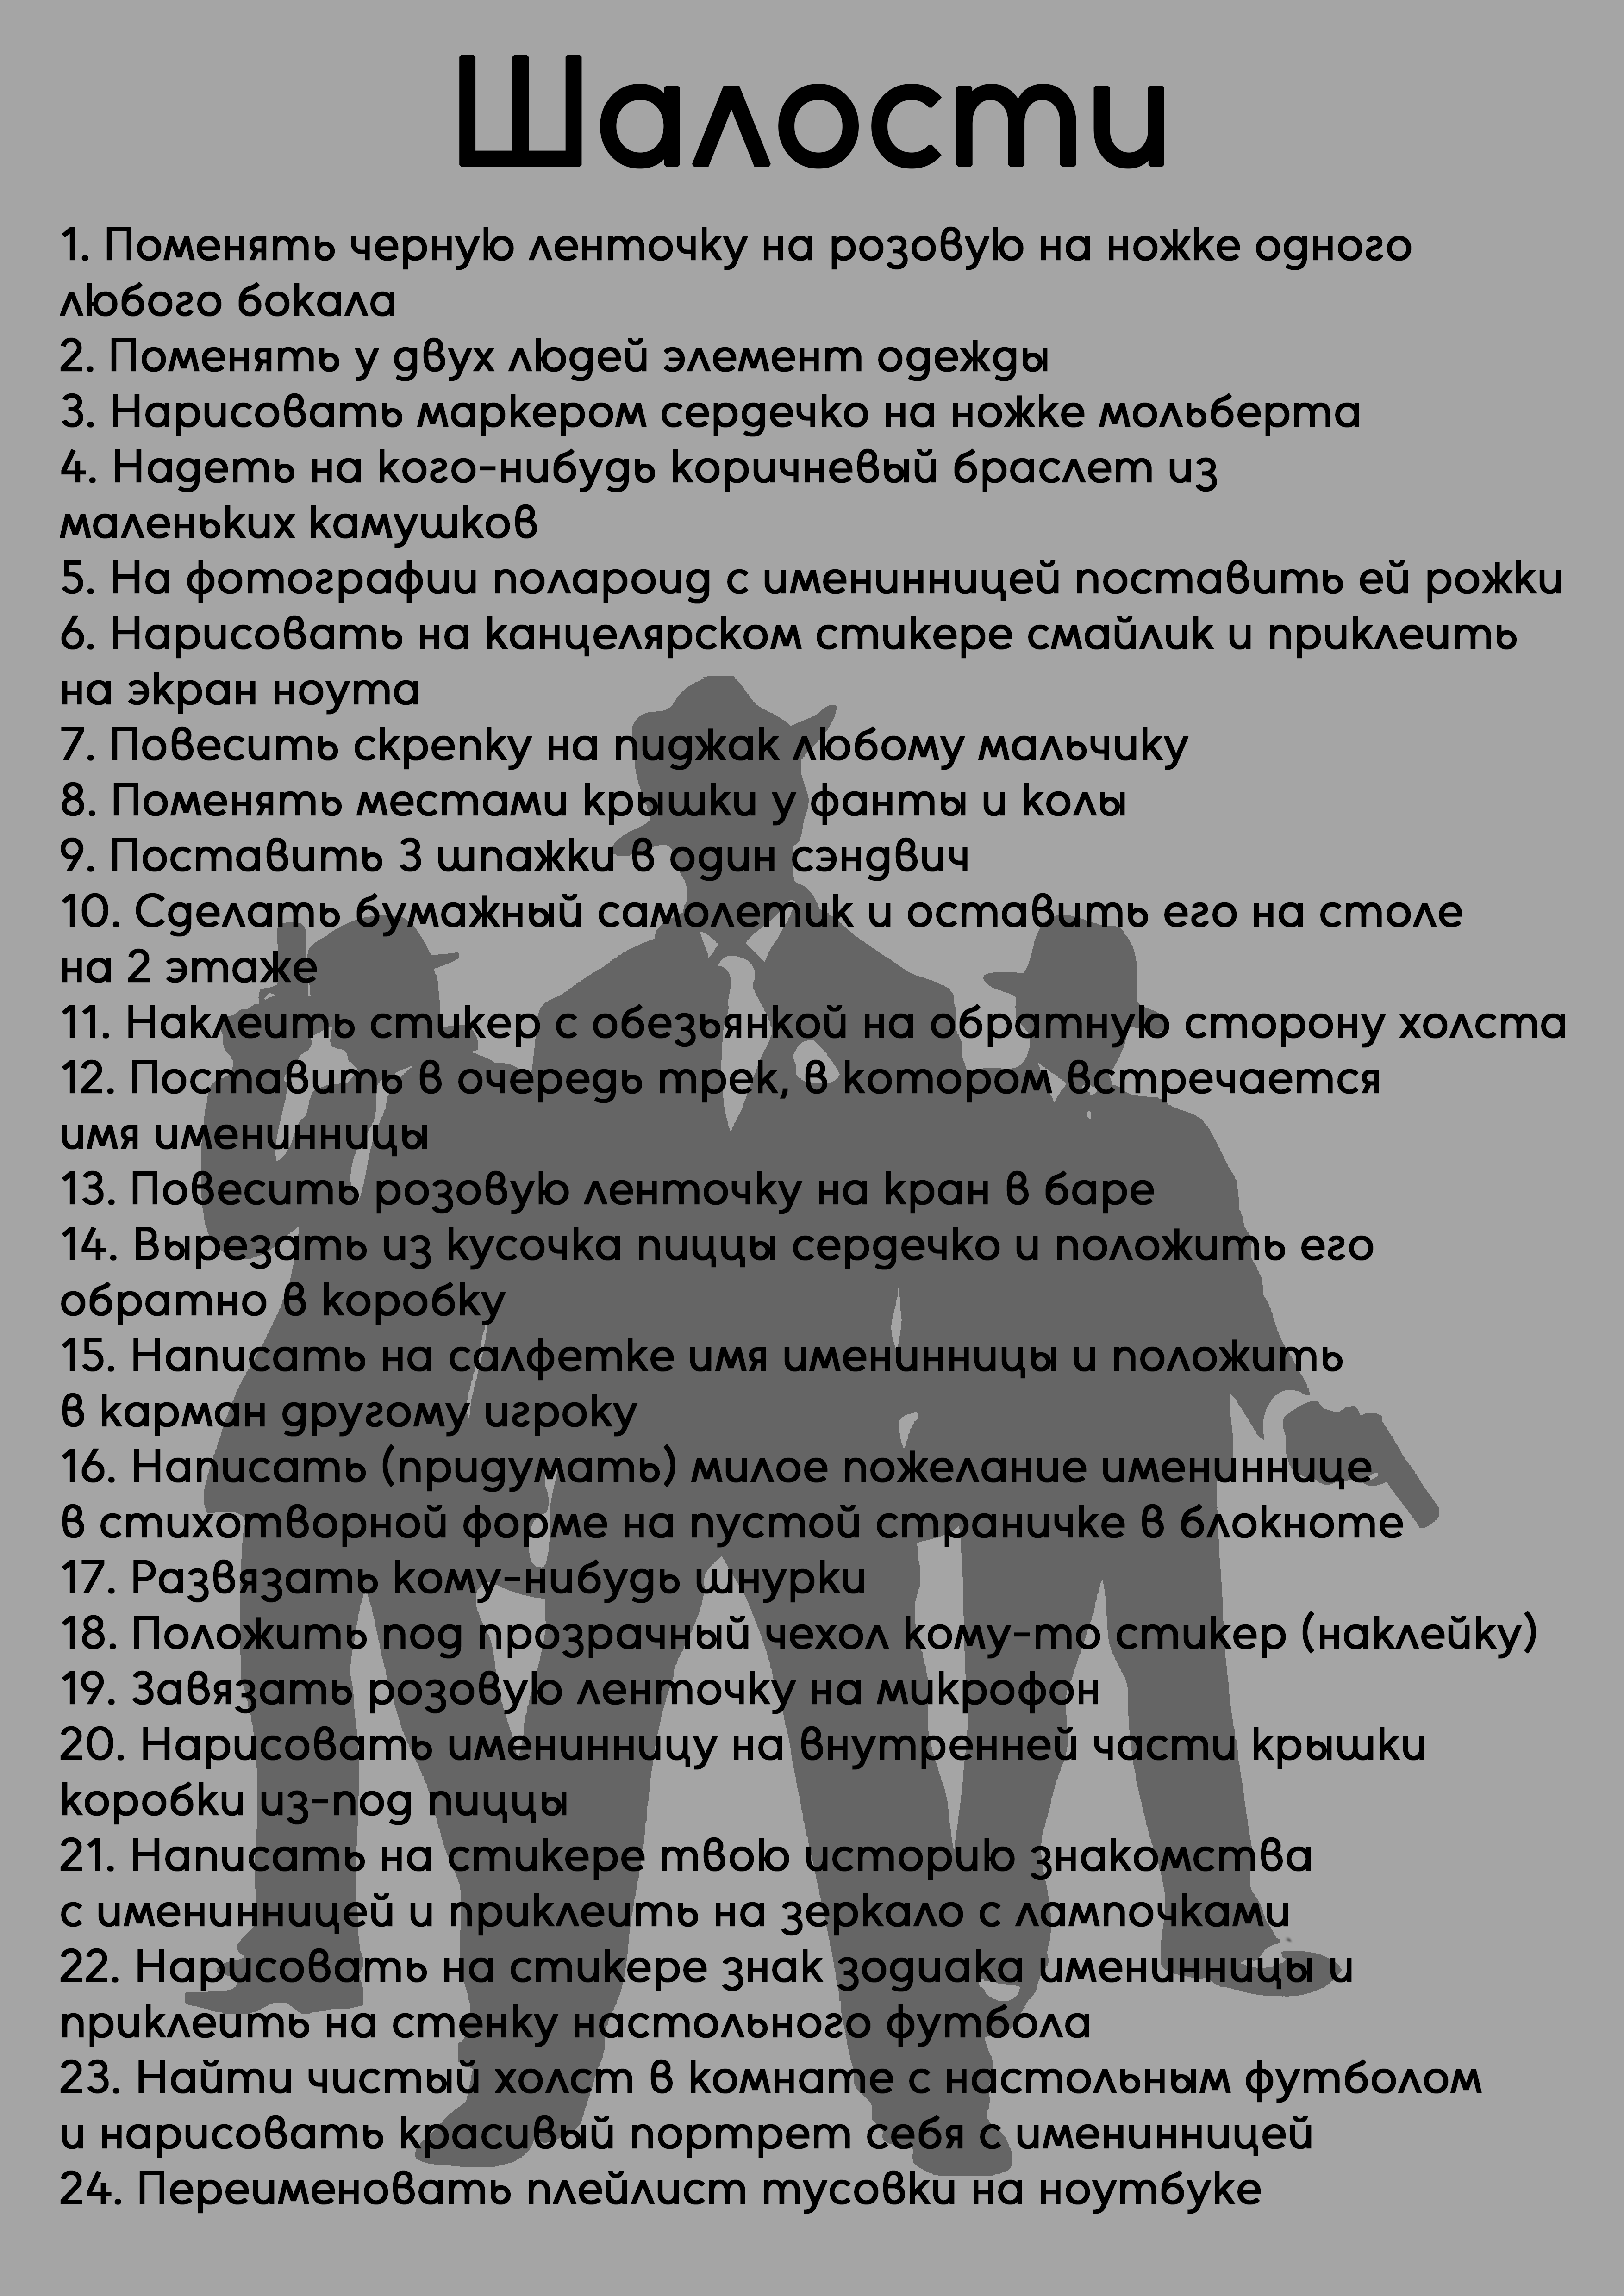 Шалости
1. Поменять черную ленточку на розовую на ножке одного
любого бокала
2. Поменять у двух людей элемент одежды
3. Нарисовать маркером сердечко на ножке мольберта
4. Надеть на кого-нибудь коричневый браслет из
маленьких камушков
5. На фотографии полароид с именинницей поставить ей рожки
6. Нарисовать на канцелярском стикере смайлик и приклеить
на экран ноута
7. Повесить скрепку на пиджак любому мальчику
8. Поменять местами крышки у фанты и колы
9. Поставить 3 шпажки в один сэндвич
10. Сделать бумажный самолетик и оставить его на столе
на 2 этаже
11. Наклеить стикер с обезьянкой на обратную сторону холста
12. Поставить в очередь трек, в котором встречается
имя именинницы
13. Повесить розовую ленточку на кран в баре
14. Вырезать из кусочка пиццы сердечко и положить его
обратно в коробку
15. Написать на салфетке имя именинницы и положить
в карман другому игроку
16. Написать (придумать) милое пожелание имениннице
в стихотворной форме на пустой страничке в блокноте
17. Развязать кому-нибудь шнурки
18. Положить под прозрачный чехол кому-то стикер (наклейку)
19. Завязать розовую ленточку на микрофон
20. Нарисовать именинницу на внутренней части крышки
коробки из-под пиццы
21. Написать на стикере твою историю знакомства
с именинницей и приклеить на зеркало с лампочками
22. Нарисовать на стикере знак зодиака именинницы и
приклеить на стенку настольного футбола
23. Найти чистый холст в комнате с настольным футболом
и нарисовать красивый портрет себя с именинницей
24. Переименовать плейлист тусовки на ноутбуке